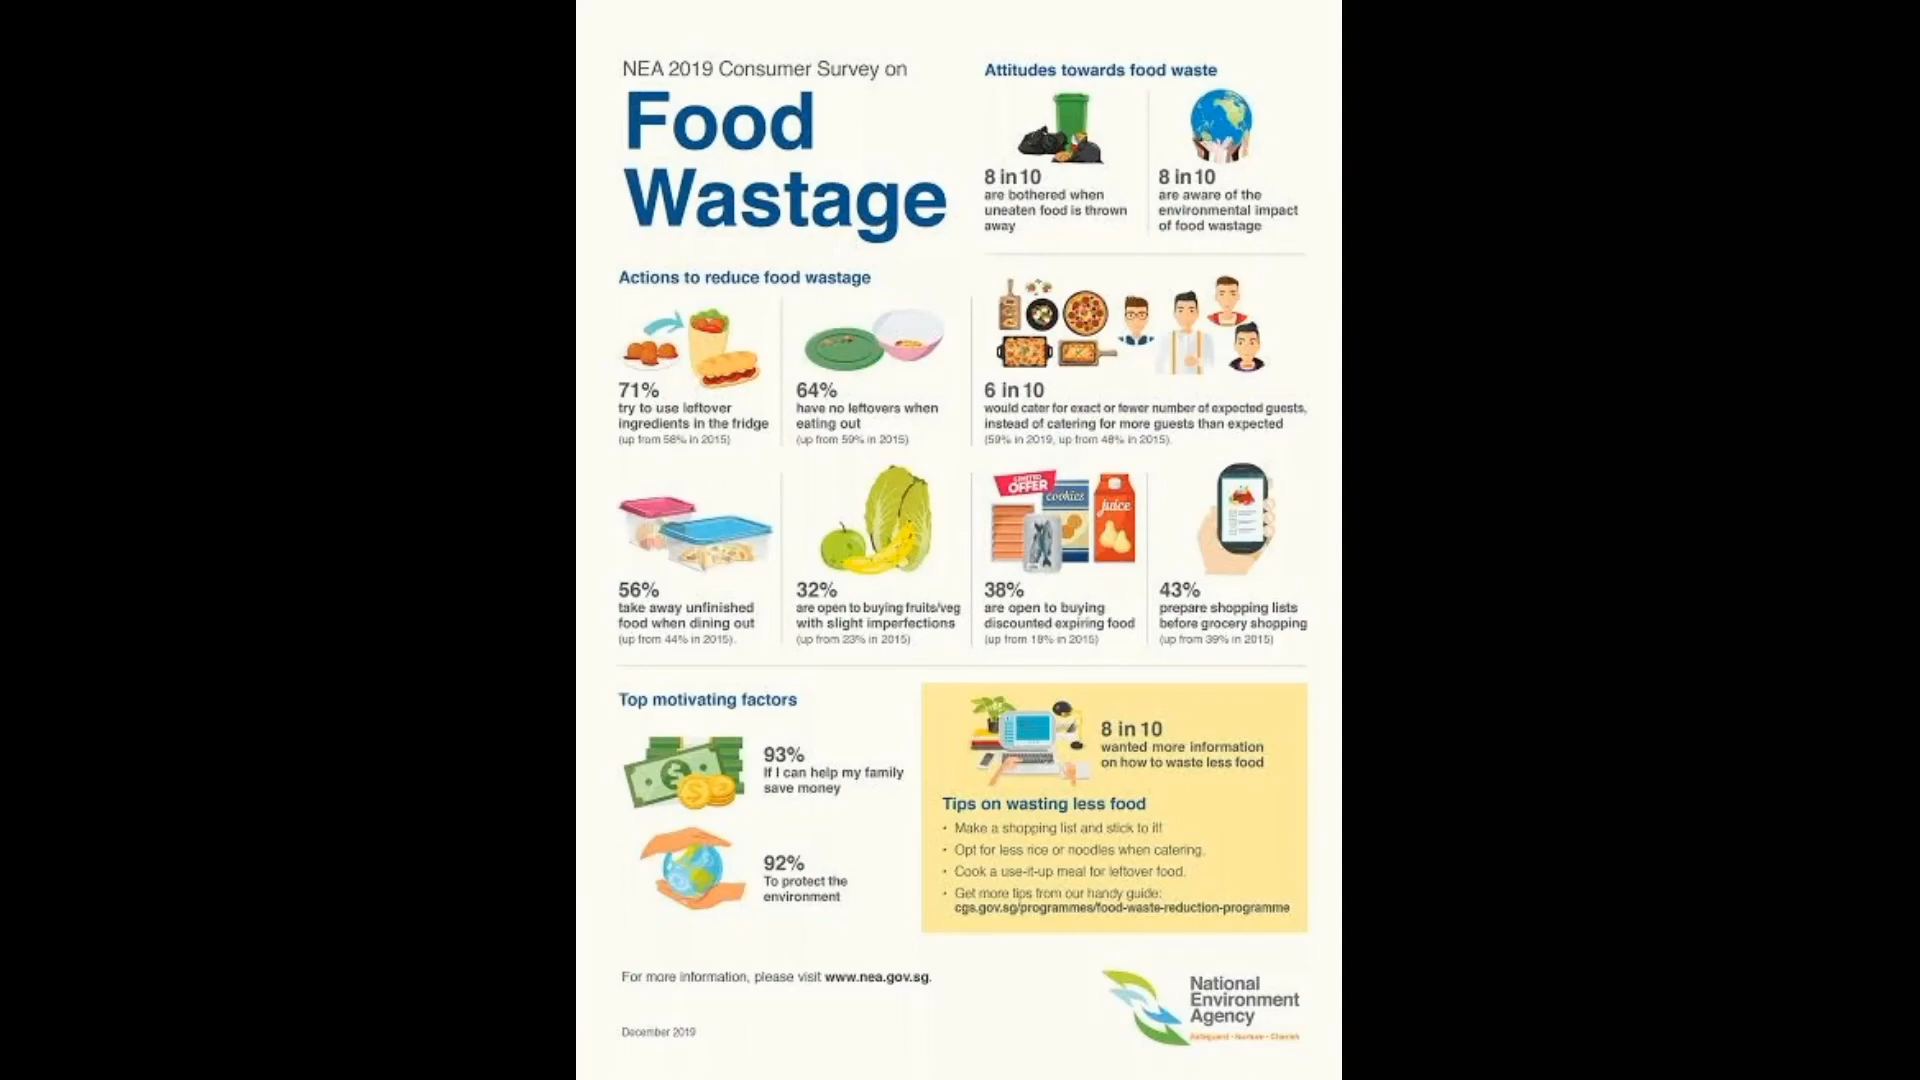 NEA 2019 Consumer Survey on
Food
Wastage
Attitudes towards food waste
8 in 10
are bothered when
uneaten food is thrown
away
8 in 10
are aware of the
environmental impact
of food wastage
Actions to reduce food wastage
71%
try to use leftover
ingredients in the fridge
(up from 58% in 2015)
64%
have no leftovers when
eating out
(up from 59% in 2015)
6 in 10
would cater for exact or fewer number of expected guests,
instead of catering for more guests than expected
(59% in 2019, up from 48% in 2015).
56%
take away unfinished
food when dining out
(up from 44% in 2015).
32%
are open to buying fruits/veg
with slight imperfections
(up from 23% in 2015)
LIMITED
OFFER
cookies
juice
38%
are open to buying
discounted expiring food
(up from 18% in 2015)
43%
prepare shopping lists
before grocery shopping
(up from 39% in 2015)
Top motivating factors
93%
If I can help my family
save money
92%
To protect the
environment
8 in 10
wanted more information
on how to waste less food
Tips on wasting less food
• Make a shopping list and stick to it!
• Opt for less rice or noodles when catering.
• Cook a use-it-up meal for leftover food.
• Get more tips from our handy guide:
cgs.gov.sg/programmes/food-waste-reduction-programme
For more information, please visit www.nea.gov.sg.
December 2019
National
Environment
Agency
Safeguard • Nurture • Cherish